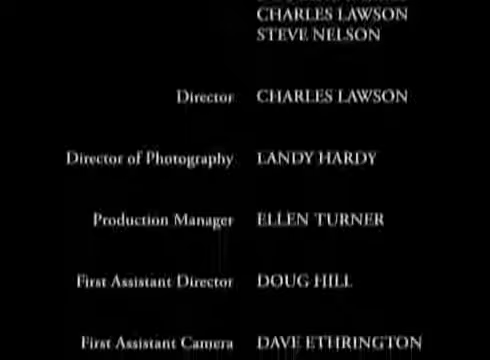 CHARLES LAWSON
STEVE NELSON
Director CHARLES LAWSON
Director of Photography LANDY HARDY
Production Manager ELLEN TURNER
First Assistant Director DOUG HILL
First Assistant Camera DAVE ETHRINGTON